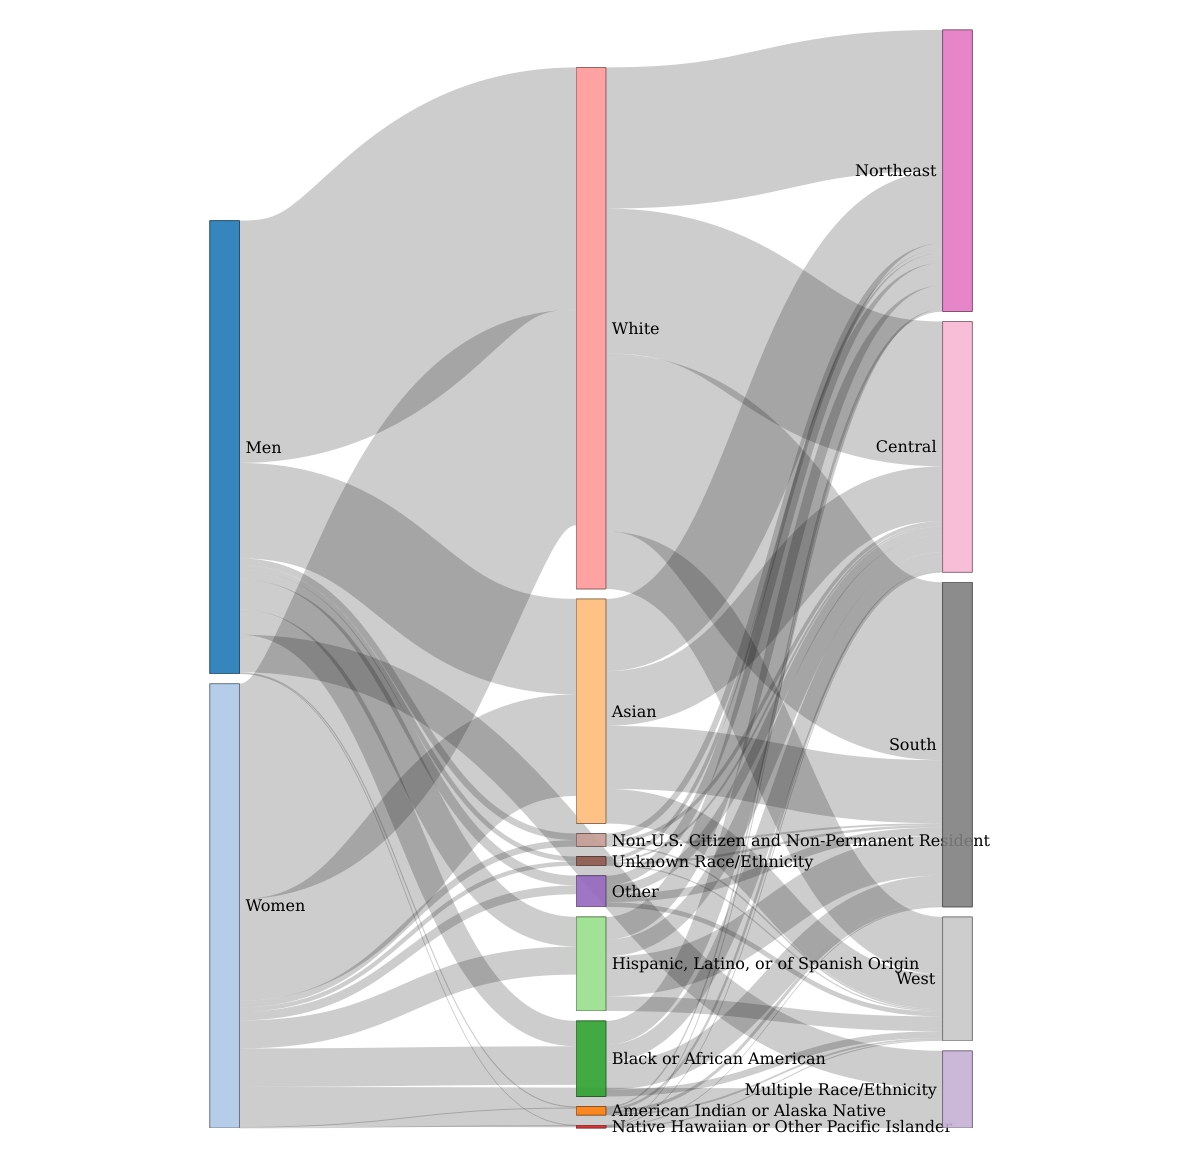 Northeast
White
Men
Central
Asian
South
Non-U.S. Citizen and Non-Permanent Resident
Unknown Race/Ethnicity
Other
Women
Hispanic, Latino, or of Spanish Origin
West
Black or African American
Multiple Race/Ethnicity
American Indian or Alaska Native
Native Hawaiian or Other Pacific Islander